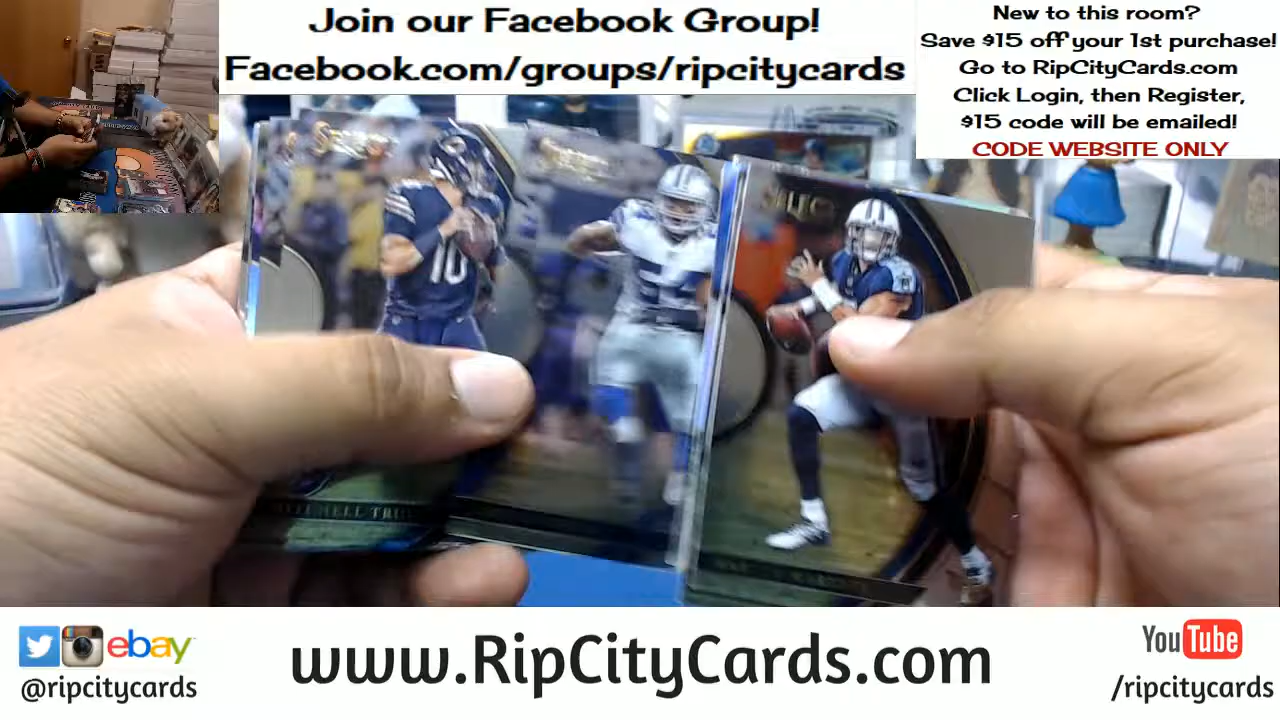 Join our Facebook Group!
Facebook.com/groups/ripcitycards
New to this room?
Save $15 off your 1st purchase!
Go to RipCityCards.com
Click Login, then Register,
$15 code will be emailed!
CODE WEBSITE ONLY
SELECT
10
ebay
@ripcitycards
www.RipCityCards.com
YouTube
/ripcitycards